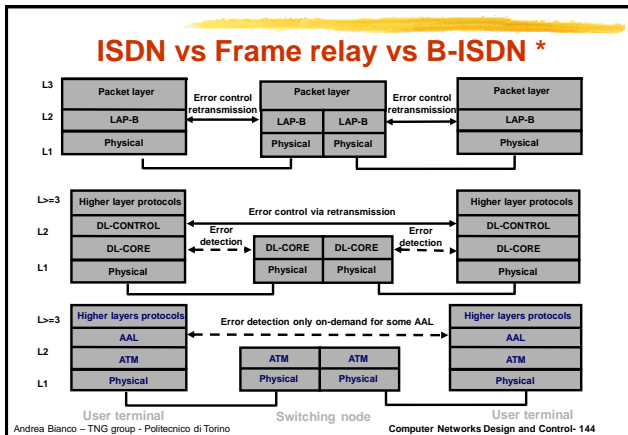 ISDN vs Frame relay vs B-ISDN *
L3
Packet layer
Error control
retransmission
Packet layer
Error control
retransmission
Packet layer
L2
LAP-B
LAP-B
LAP-B
LAP-B
L1
Physical
Physical
Physical
Physical
L>=3
Higher layer protocols
Higher layer protocols
Error control via retransmission
L2
DL-CONTROL
DL-CONTROL
Error
detection
Error
detection
DL-CORE
DL-CORE
DL-CORE
DL-CORE
L1
Physical
Physical
Physical
Physical
L>=3
Higher layers protocols
Error detection only on-demand for some AAL
Higher layers protocols
AAL
AAL
L2
ATM
ATM
ATM
ATM
L1
Physical
Physical
Physical
Physical
User terminal
Switching node
User terminal
Andrea Bianco – TNG group - Politecnico di Torino
Computer Networks Design and Control- 144